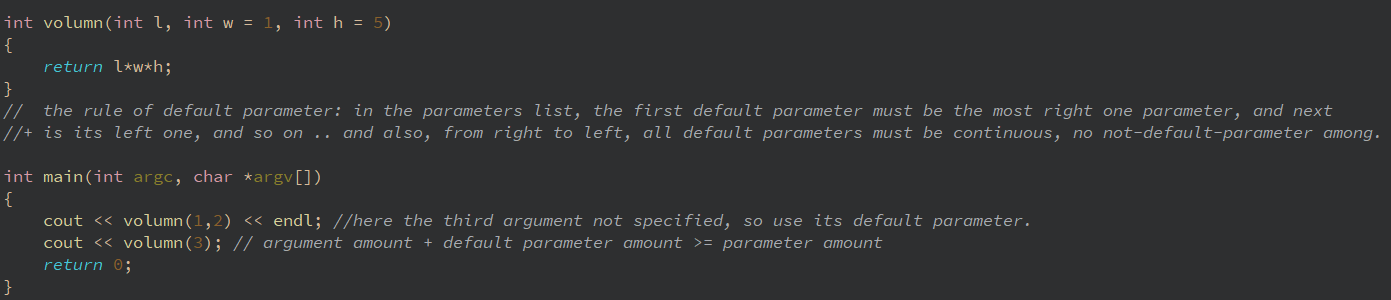 int volumn(int l, int w = 1, int h = 5)
{
    return l*w*h;
}
//  the rule of default parameter: in the parameters list, the first default parameter must be the most right one parameter, and next
//+ is its left one, and so on .. and also, from right to left, all default parameters must be continuous, no not-default-parameter among.
int main(int argc, char *argv[])
{
    cout << volumn(1,2) << endl; //here the third argument not specified, so use its default parameter.
    cout << volumn(3); // argument amount + default parameter amount >= parameter amount
    return 0;
}